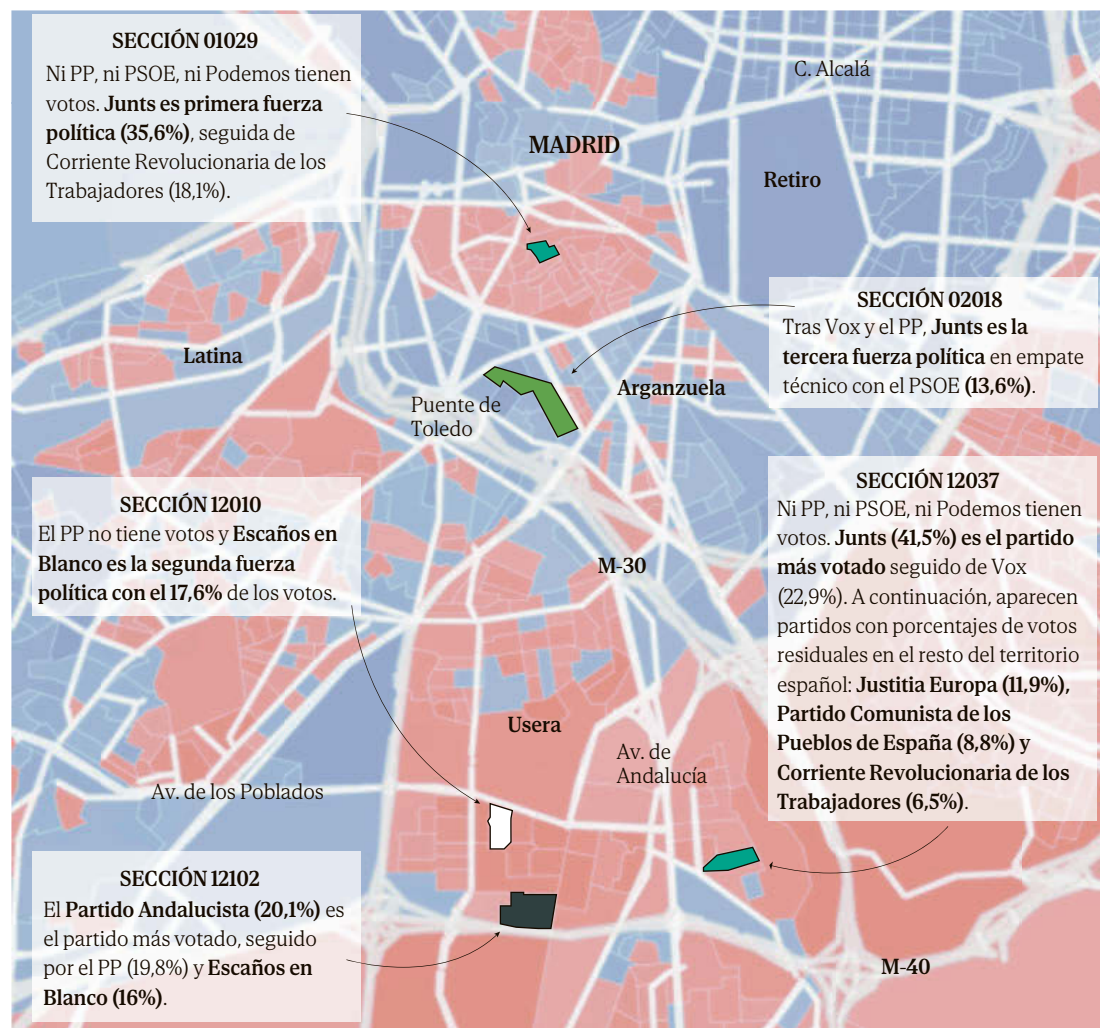 SECCIÓN 01029
Ni PP, ni PSOE, ni Podemos tienen
votos. Junts es primera fuerza
política (35,6%), seguida de
Corriente Revolucionaria de los
Trabajadores (18,1%).
C. Alcalá
MADRID
Retiro
SECCIÓN 02018
Tras Vox y el PP, Junts es la
tercera fuerza política en empate
técnico con el PSOE (13,6%).
Latina
Arganzuela
Puente de
Toledo
SECCIÓN 12010
El PP no tiene votos y Escaños en
Blanco es la segunda fuerza
política con el 17,6% de los votos.
SECCIÓN 12037
Ni PP, ni PSOE, ni Podemos tienen
votos. Junts (41,5%) es el partido
más votado seguido de Vox
(22,9%). A continuación, aparecen
partidos con porcentajes de votos
residuales en el resto del territorio
español: Justitia Europa (11,9%),
Partido Comunista de los
Pueblos de España (8,8%) y
Corriente Revolucionaria de los
Trabajadores (6,5%).
M-30
Usera
Av. de
Andalucía
Av. de los Poblados
SECCIÓN 12102
El Partido Andalucista (20,1%) es
el partido más votado, seguido
por el PP (19,8%) y Escaños en
Blanco (16%).
M-40